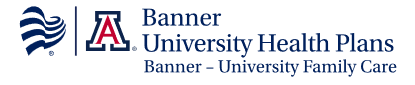 A
Banner
University Health Plans
Banner – University Family Care